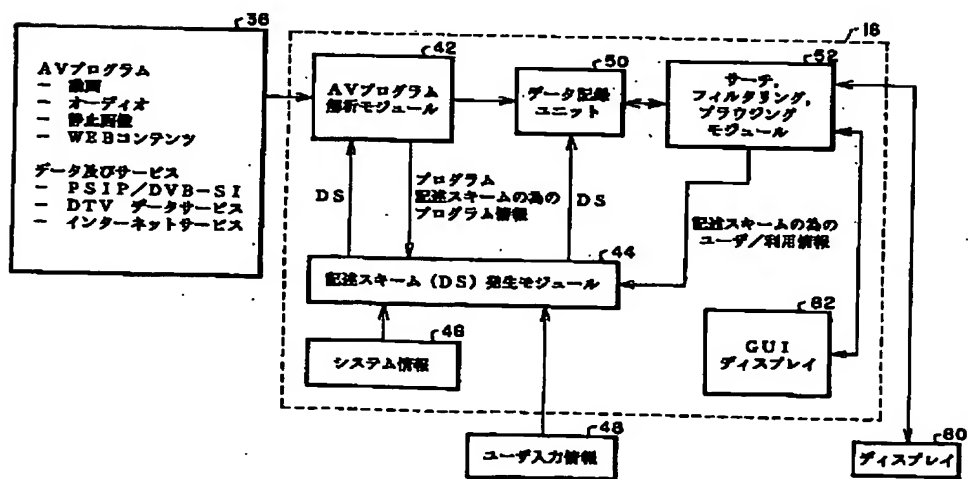 38
AVプログラム
— 動画
— オーディオ
— 静止画像
— WEBコンテンツ
データ及びサービス
— PSIP/DVB-SI
— DTV データサービス
— インターネットサービス
16
42
AVプログラム
解析モジュール
50
データ記録
ユニット
52
サーチ、
フィルタリング、
ブラウジング
モジュール
DS
プログラム
記述スキームの為の
プログラム情報
DS
記述スキームの為の
ユーザ/利用情報
44
記述スキーム(DS)発生モジュール
46
システム情報
82
GUI
ディスプレイ
48
ユーザ入力情報
80
ディスプレイ